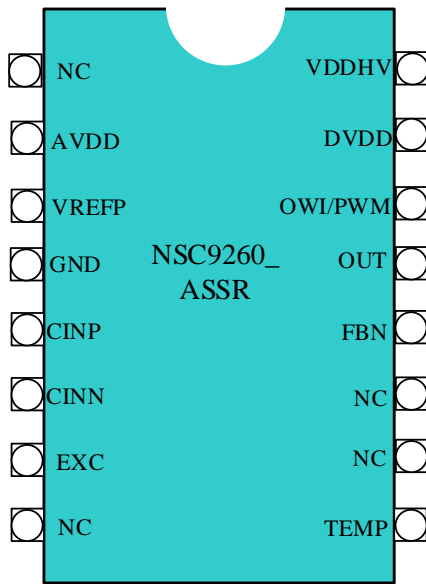 NC
VDDHV
AVDD
DVDD
VREFP
OWI/PWM
GND
NSC9260_
ASSR
OUT
CINP
FBN
CINN
NC
EXC
NC
NC
TEMP